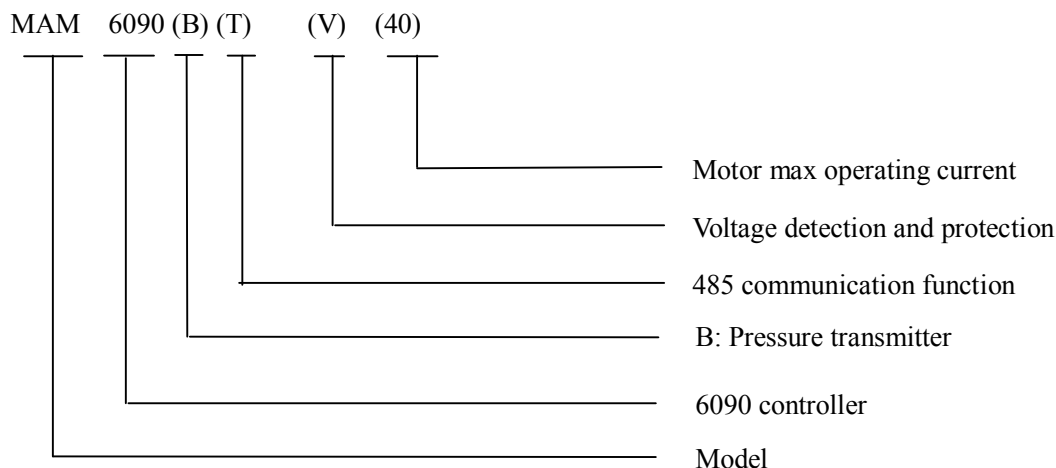 MAM 6090 (B) (T) (V) (40)
Motor max operating current
Voltage detection and protection
485 communication function
B: Pressure transmitter
6090 controller
Model